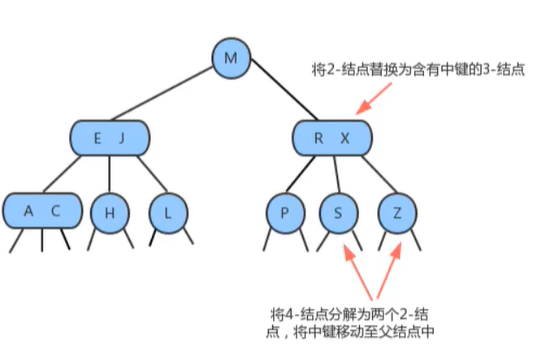 M
将2-结点替换为含有中键的3-结点
E J
R X
A C
H
L
P
S
Z
将4-结点分解为两个2-结
点，将中键移动至父结点中